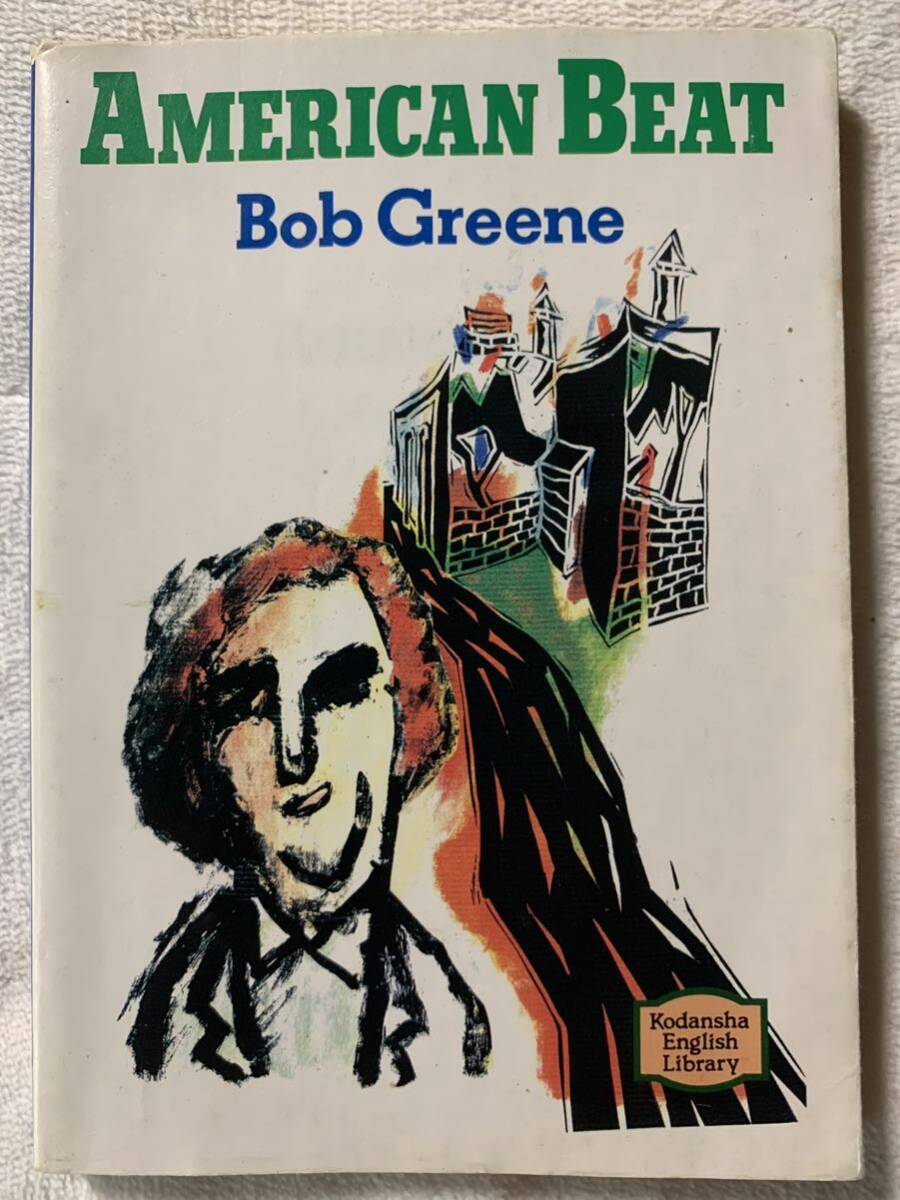 AMERICAN BEAT
Bob Greene
Kodansha
English
Library